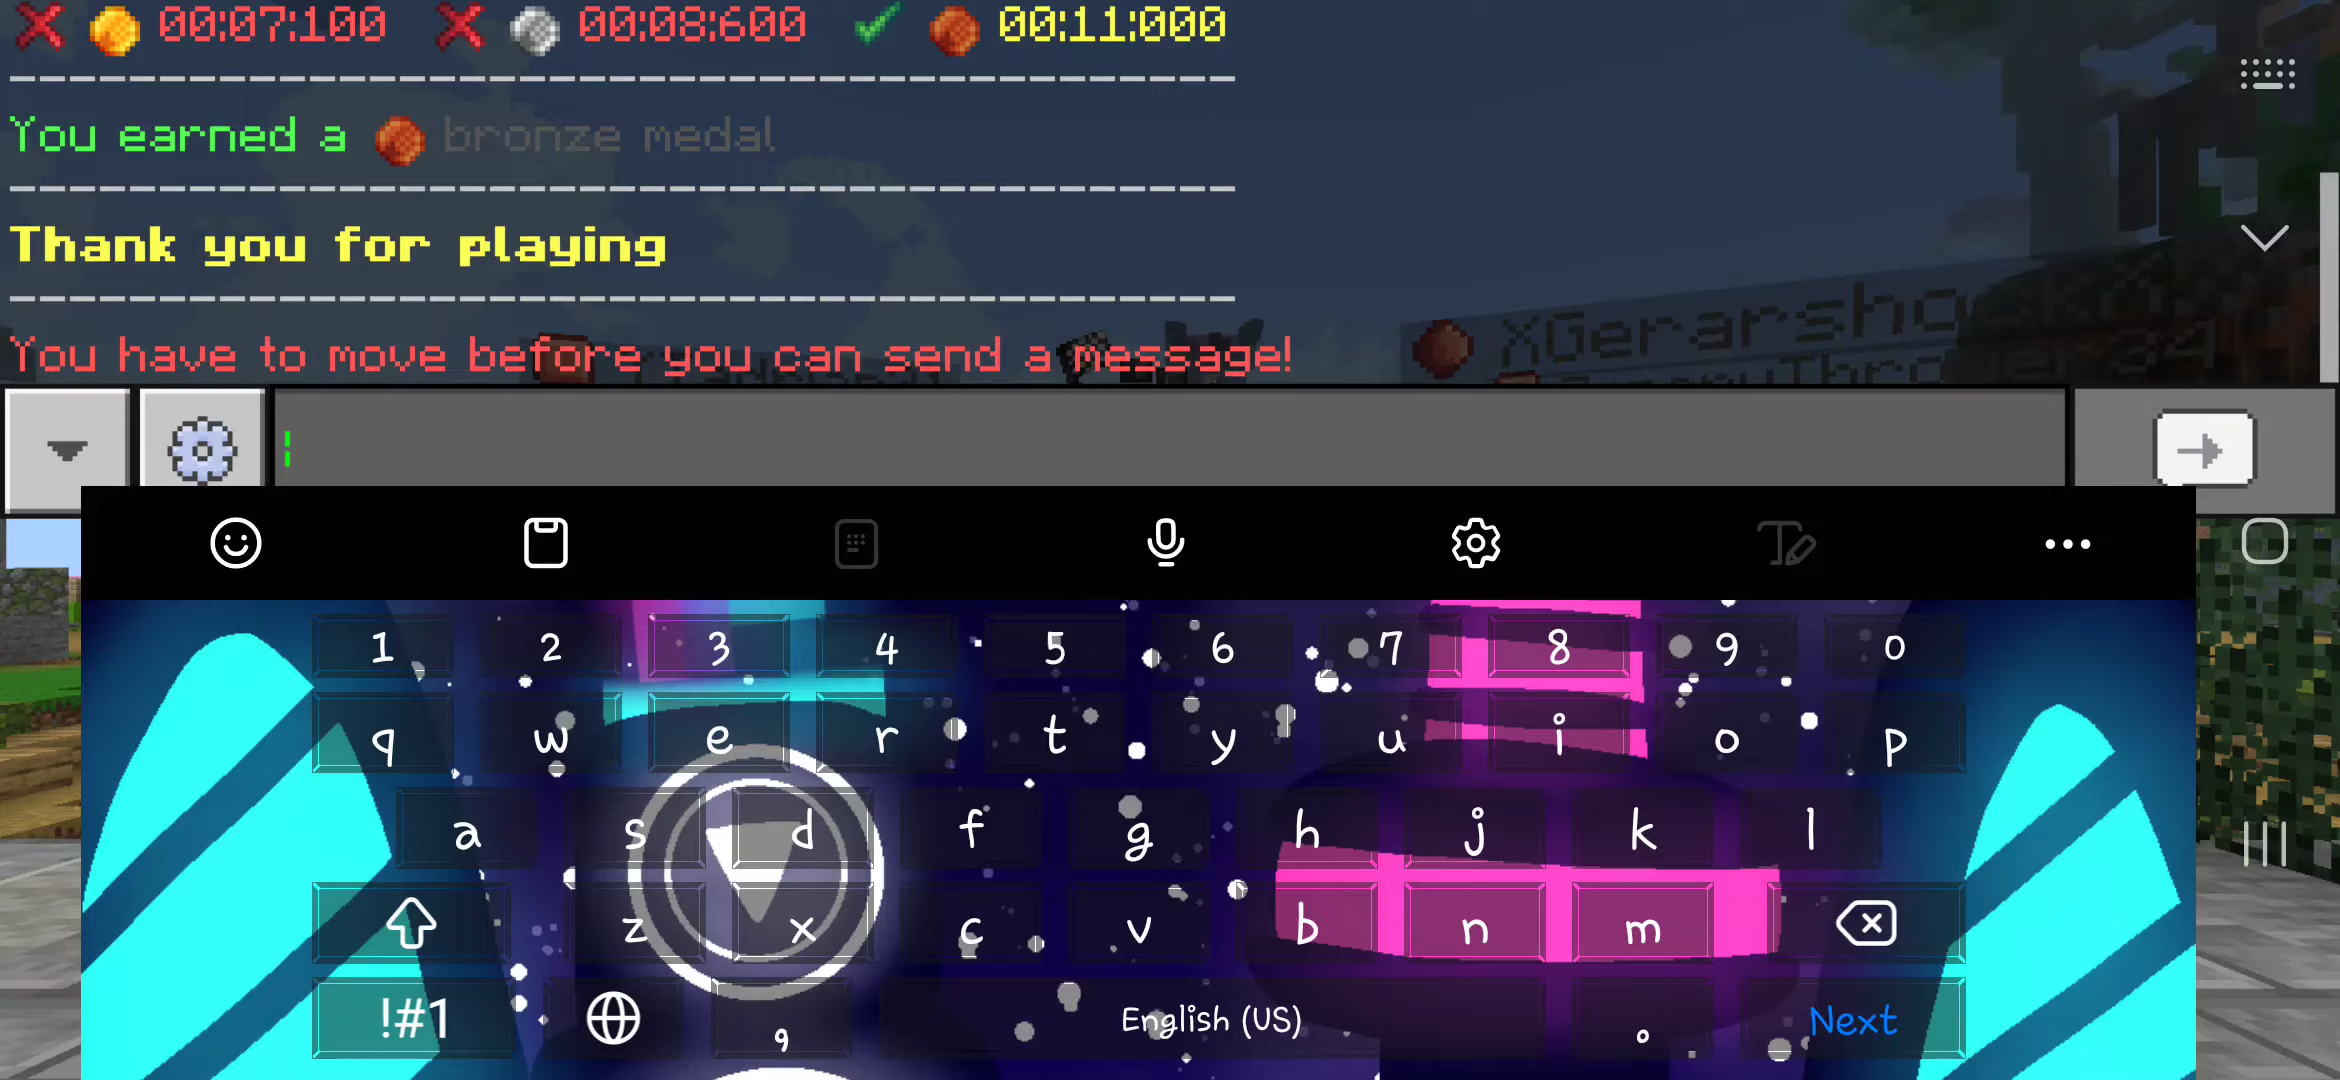 00:07:100 00:08:600 00:11:000
You earned a bronze medal
Thank you for playing
You have to move before you can send a message!
XGerarsho
1 2 3 4 5 6 7 8 9 0
q w e r t y u i o p
a s d f g h j k l
z x c v b n m
!#1 , English (US) . Next